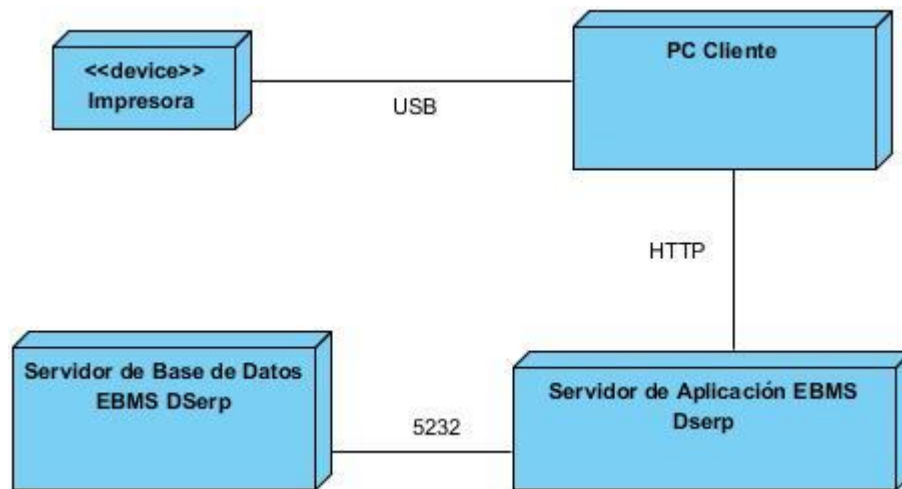 <<device>>
Impresora
USB
PC Cliente
HTTP
Servidor de Base de Datos
EBMS DSerp
5232
Servidor de Aplicación EBMS
Dserp